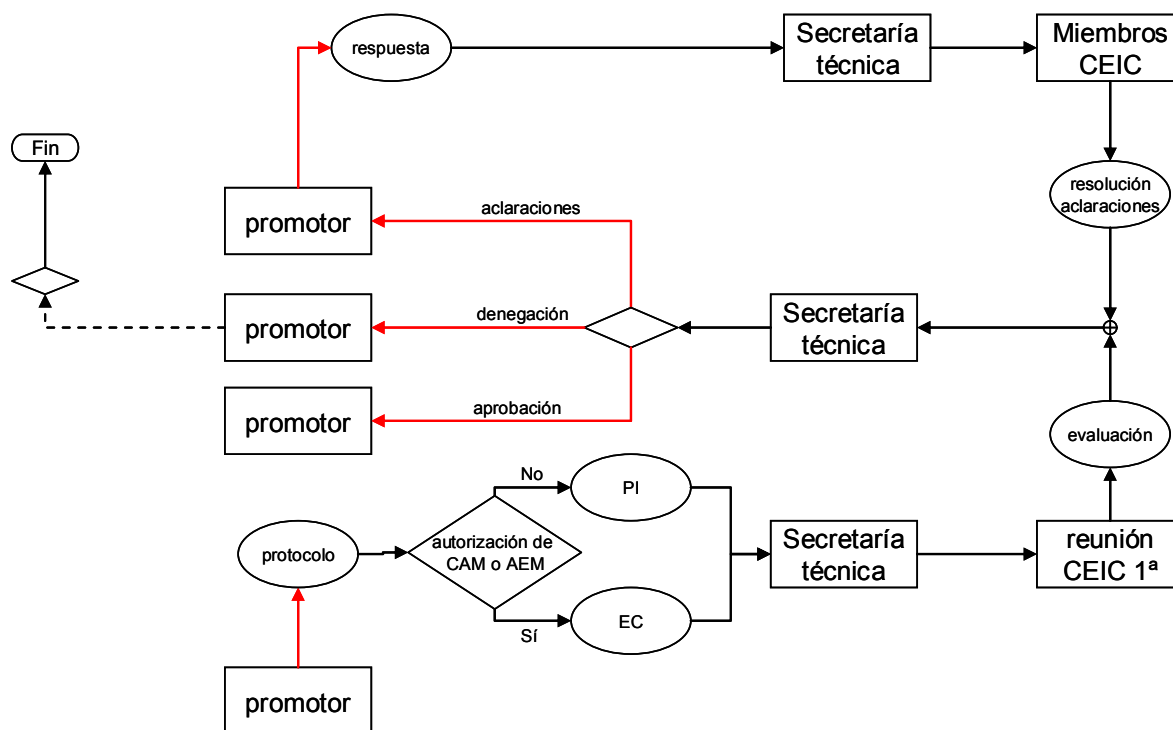 respuesta
Secretaría
técnica
Miembros
CEIC
Fin
promotor
aclaraciones
resolución
aclaraciones
promotor
denegación
Secretaría
técnica
promotor
aprobación
evaluación
No
PI
protocolo
autorización de
CAM o AEM
Secretaría
técnica
reunión
CEIC 1ª
Sí
EC
promotor